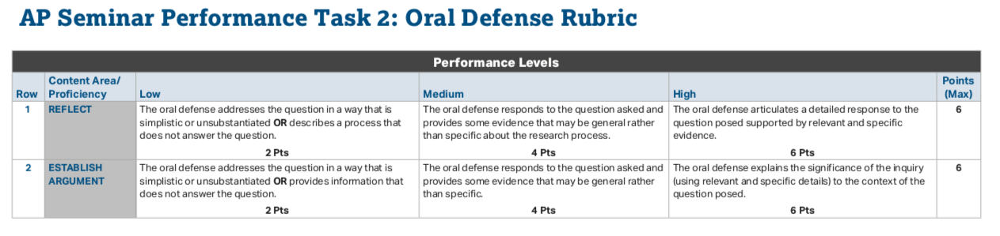 AP Seminar Performance Task 2: Oral Defense Rubric
Performance Levels
Row
Content Area/
Proficiency
Low
Medium
High
Points
(Max)
1
REFLECT
The oral defense addresses the question in a way that is
simplistic or unsubstantiated OR describes a process that
does not answer the question.
2 Pts
The oral defense responds to the question asked and
provides some evidence that may be general rather
than specific about the research process.
4 Pts
The oral defense articulates a detailed response to the
question posed supported by relevant and specific
evidence.
6 Pts
6
2
ESTABLISH
ARGUMENT
The oral defense addresses the question in a way that is
simplistic or unsubstantiated OR provides information that
does not answer the question.
2 Pts
The oral defense responds to the question asked and
provides some evidence that may be general rather
than specific.
4 Pts
The oral defense explains the significance of the inquiry
(using relevant and specific details) to the context of the
question posed.
6 Pts
6